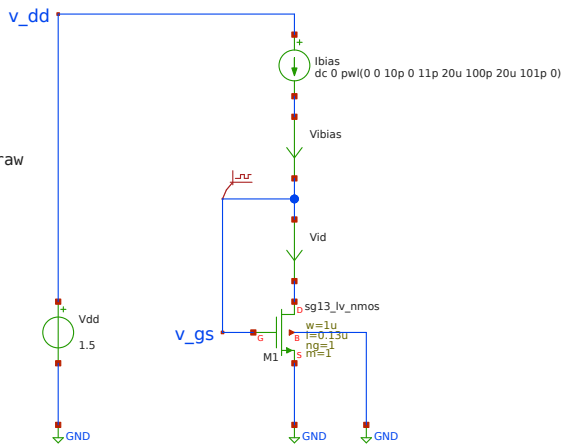 v_dd
+
Ibias
dc 0 pwl(0 0 10p 0 11p 20u 100p 20u 101p 0)
Vibias
raw
Vid
D
sg13_lv_nmos
+
Vdd
1.5
v_gs
G
B
w=1u
l=0.13u
ng=1
m=1
S
M1
GND
GND
GND